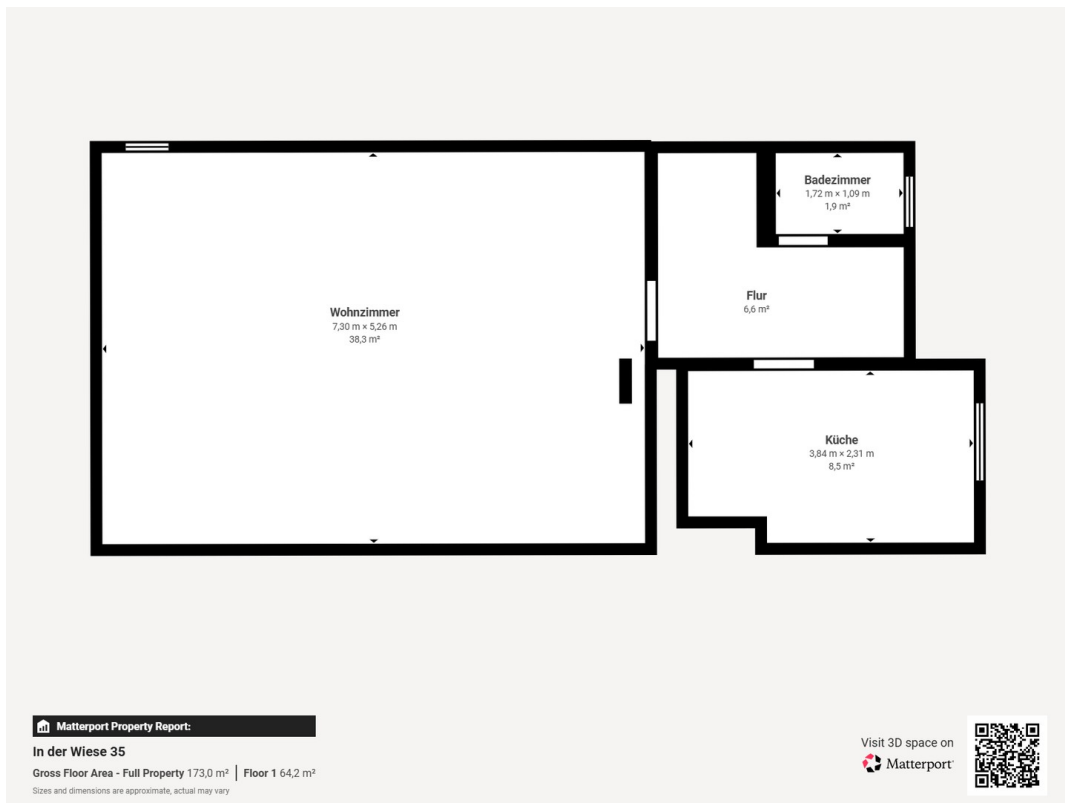 Badezimmer
1,72 m × 1,09 m
1,9 m²
Wohnzimmer
7,30 m × 5,26 m
38,3 m²
Flur
6,6 m²
Küche
3,84 m × 2,31 m
8,5 m²
Matterport Property Report:
In der Wiese 35
Gross Floor Area - Full Property 173,0 m² | Floor 1 64,2 m²
Sizes and dimensions are approximate, actual may vary
Visit 3D space on
Matterport